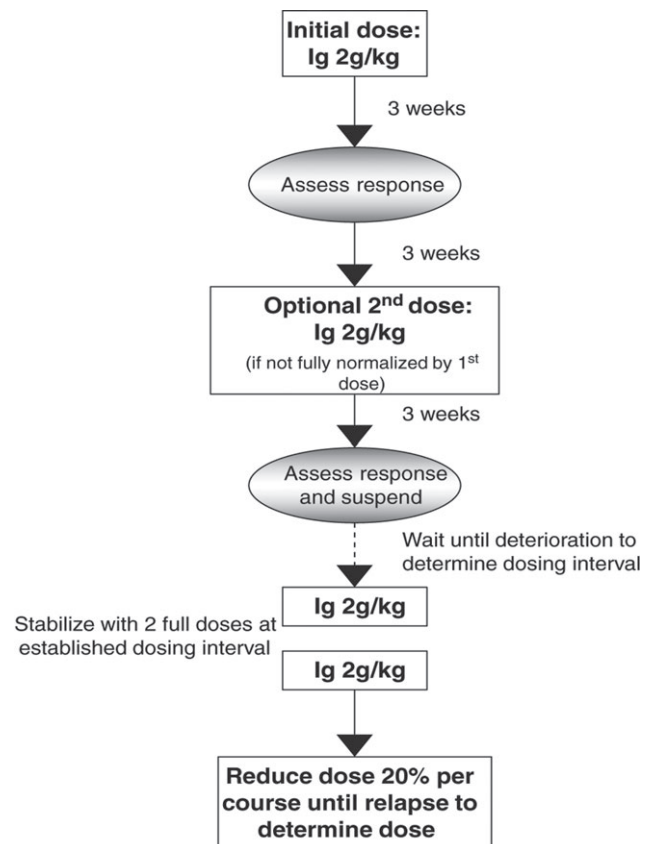 Initial dose:
Ig 2g/kg
3 weeks
Assess response
3 weeks
Optional 2nd dose:
Ig 2g/kg
(if not fully normalized by 1st
dose)
3 weeks
Assess response
and suspend
Wait until deterioration to
determine dosing interval
Ig 2g/kg
Stabilize with 2 full doses at
established dosing interval
Ig 2g/kg
Reduce dose 20% per
course until relapse to
determine dose